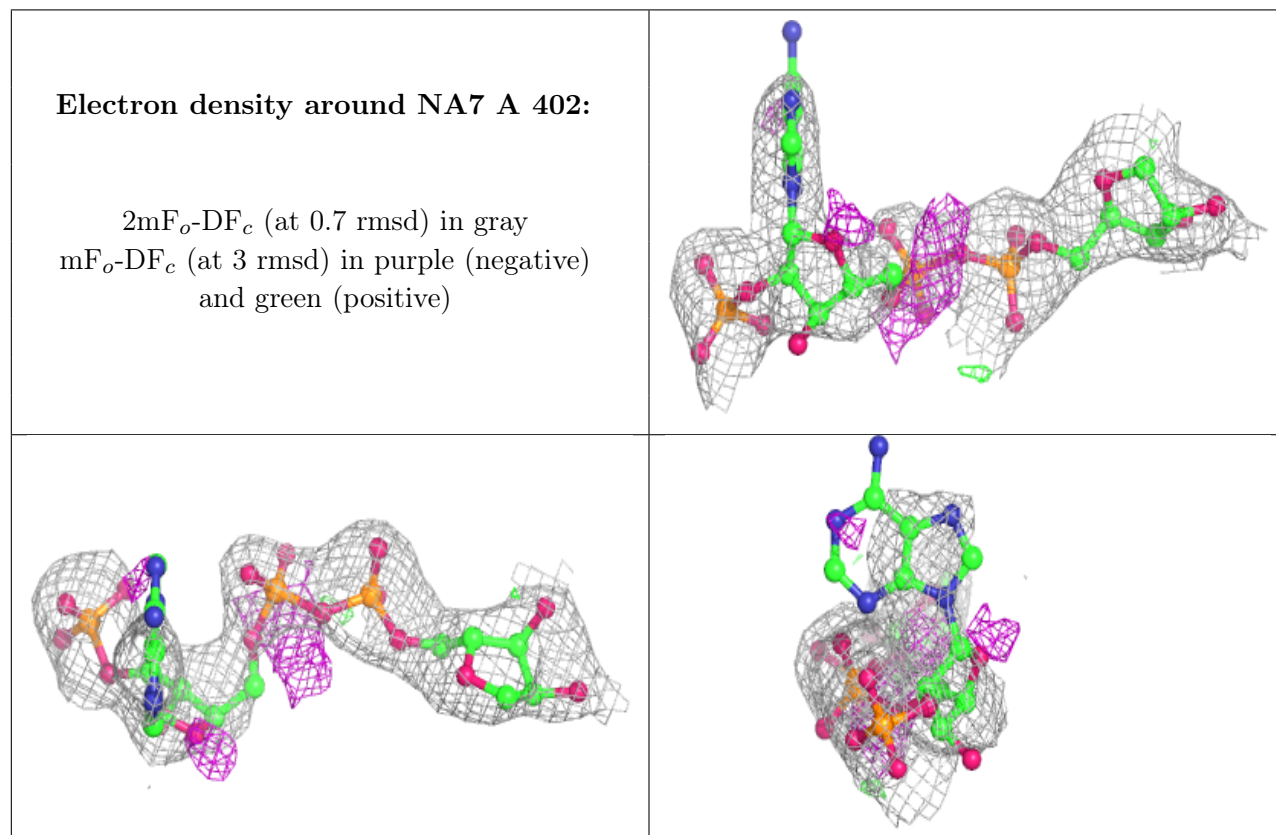 Electron density around NA7 A 402:
2mFo-DFc (at 0.7 rmsd) in gray
mFo-DFc (at 3 rmsd) in purple (negative)
and green (positive)